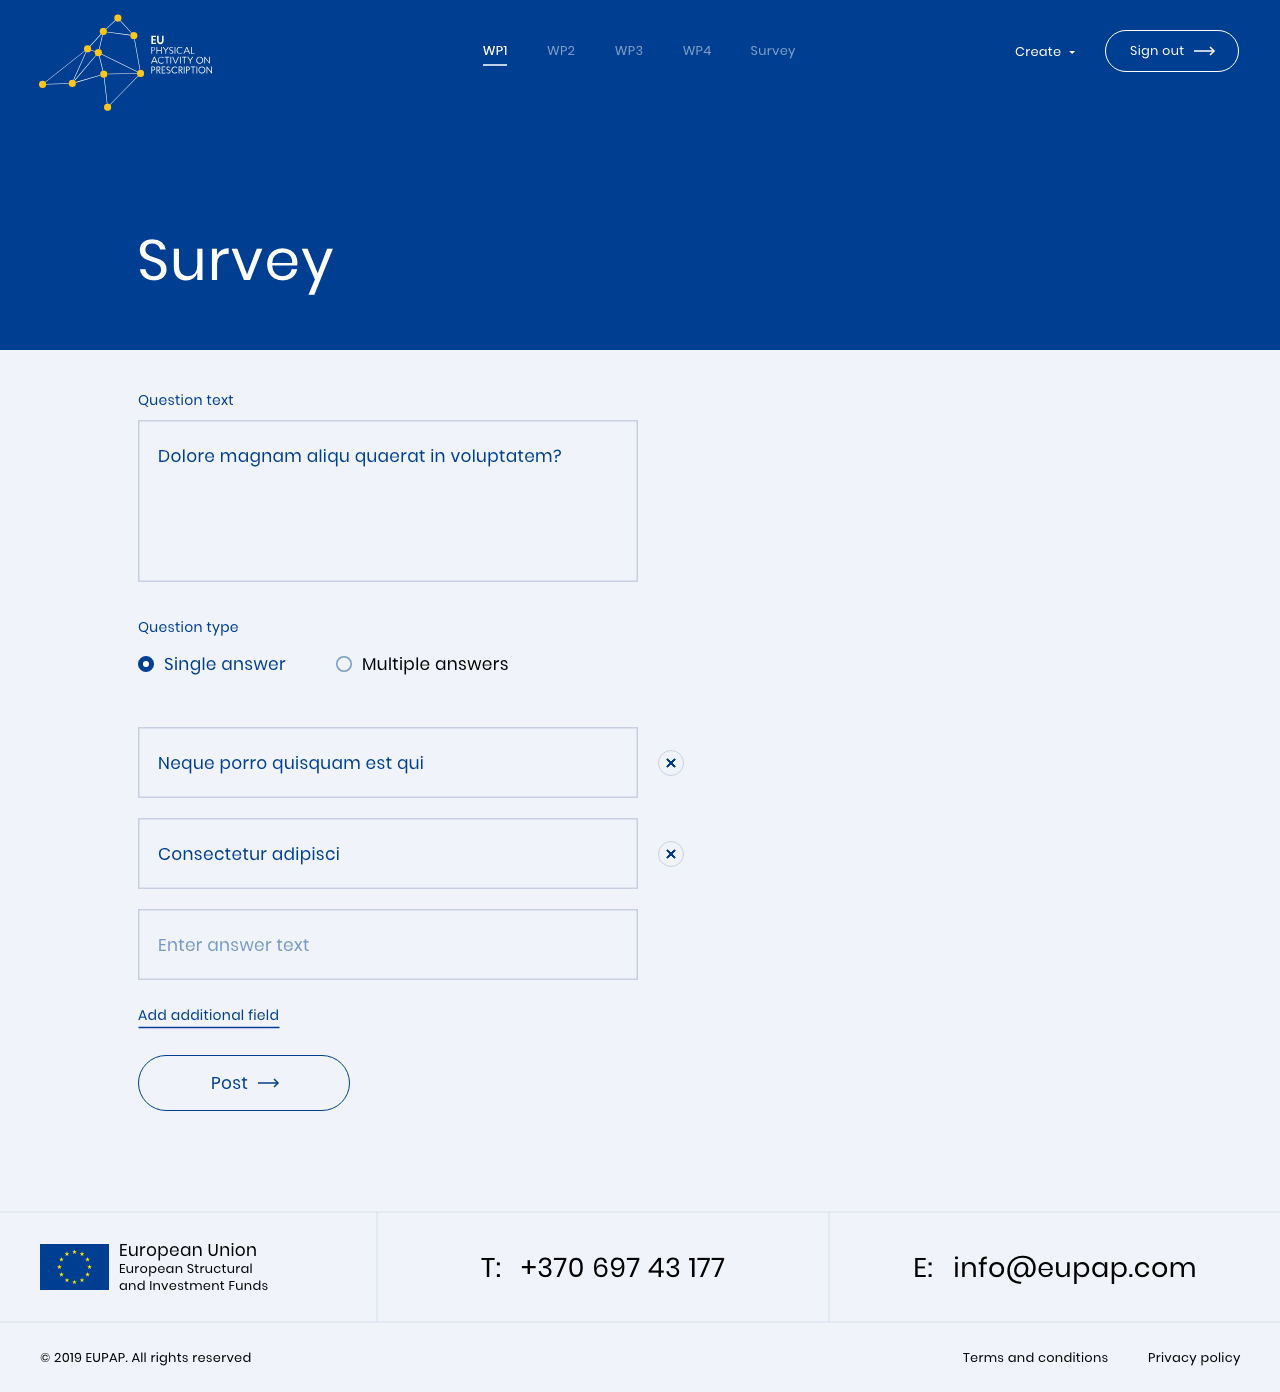 EU
PHYSICAL
ACTIVITY ON
PRESCRIPTION
WP1
WP2
WP3
WP4
Survey
Create
Sign out
Survey
Question text
Dolore magnam aliqu quaerat in voluptatem?
Question type
Single answer
Multiple answers
Neque porro quisquam est qui
Consectetur adipisci
Enter answer text
Add additional field
Post
European Union
European Structural
and Investment Funds
T: +370 697 43 177
E: info@eupap.com
© 2019 EUPAP. All rights reserved
Terms and conditions
Privacy policy